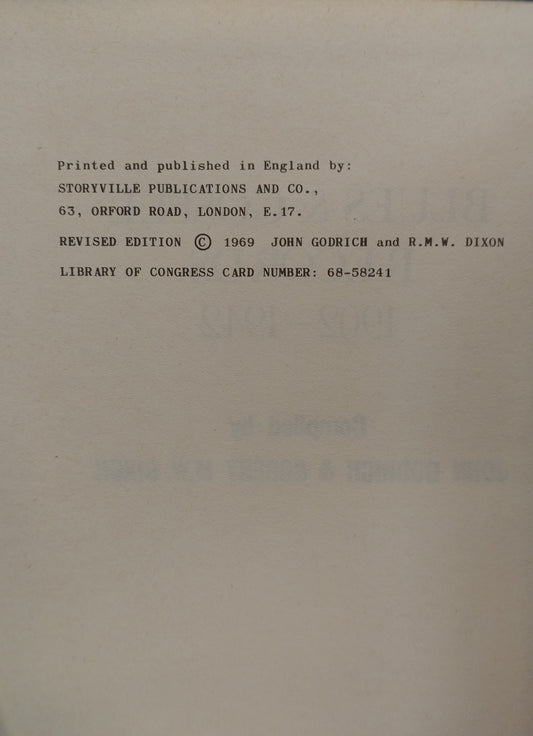 Printed and published in England by:
STORYVILLE PUBLICATIONS AND CO.,
63, ORFORD ROAD, LONDON, E.17.
REVISED EDITION © 1969 JOHN GODRICH and R.M.W. DIXON
LIBRARY OF CONGRESS CARD NUMBER: 68-58241